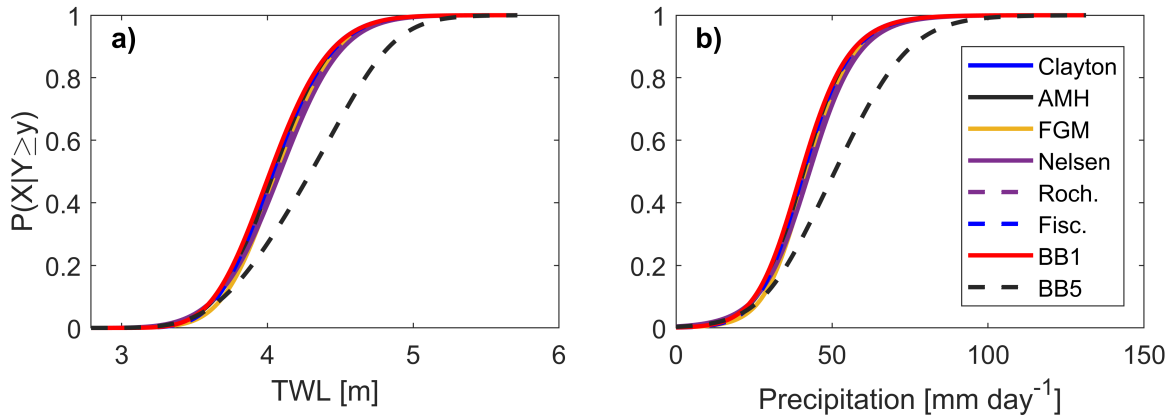 a)
P(X|Y≥y)
1
0.8
0.6
0.4
0.2
0
3
4
5
6
TWL [m]
b)
1
0.8
0.6
0.4
0.2
0
0
50
100
150
Precipitation [mm day⁻¹]
Clayton
AMH
FGM
Nelsen
Roch.
Fisc.
BB1
BB5